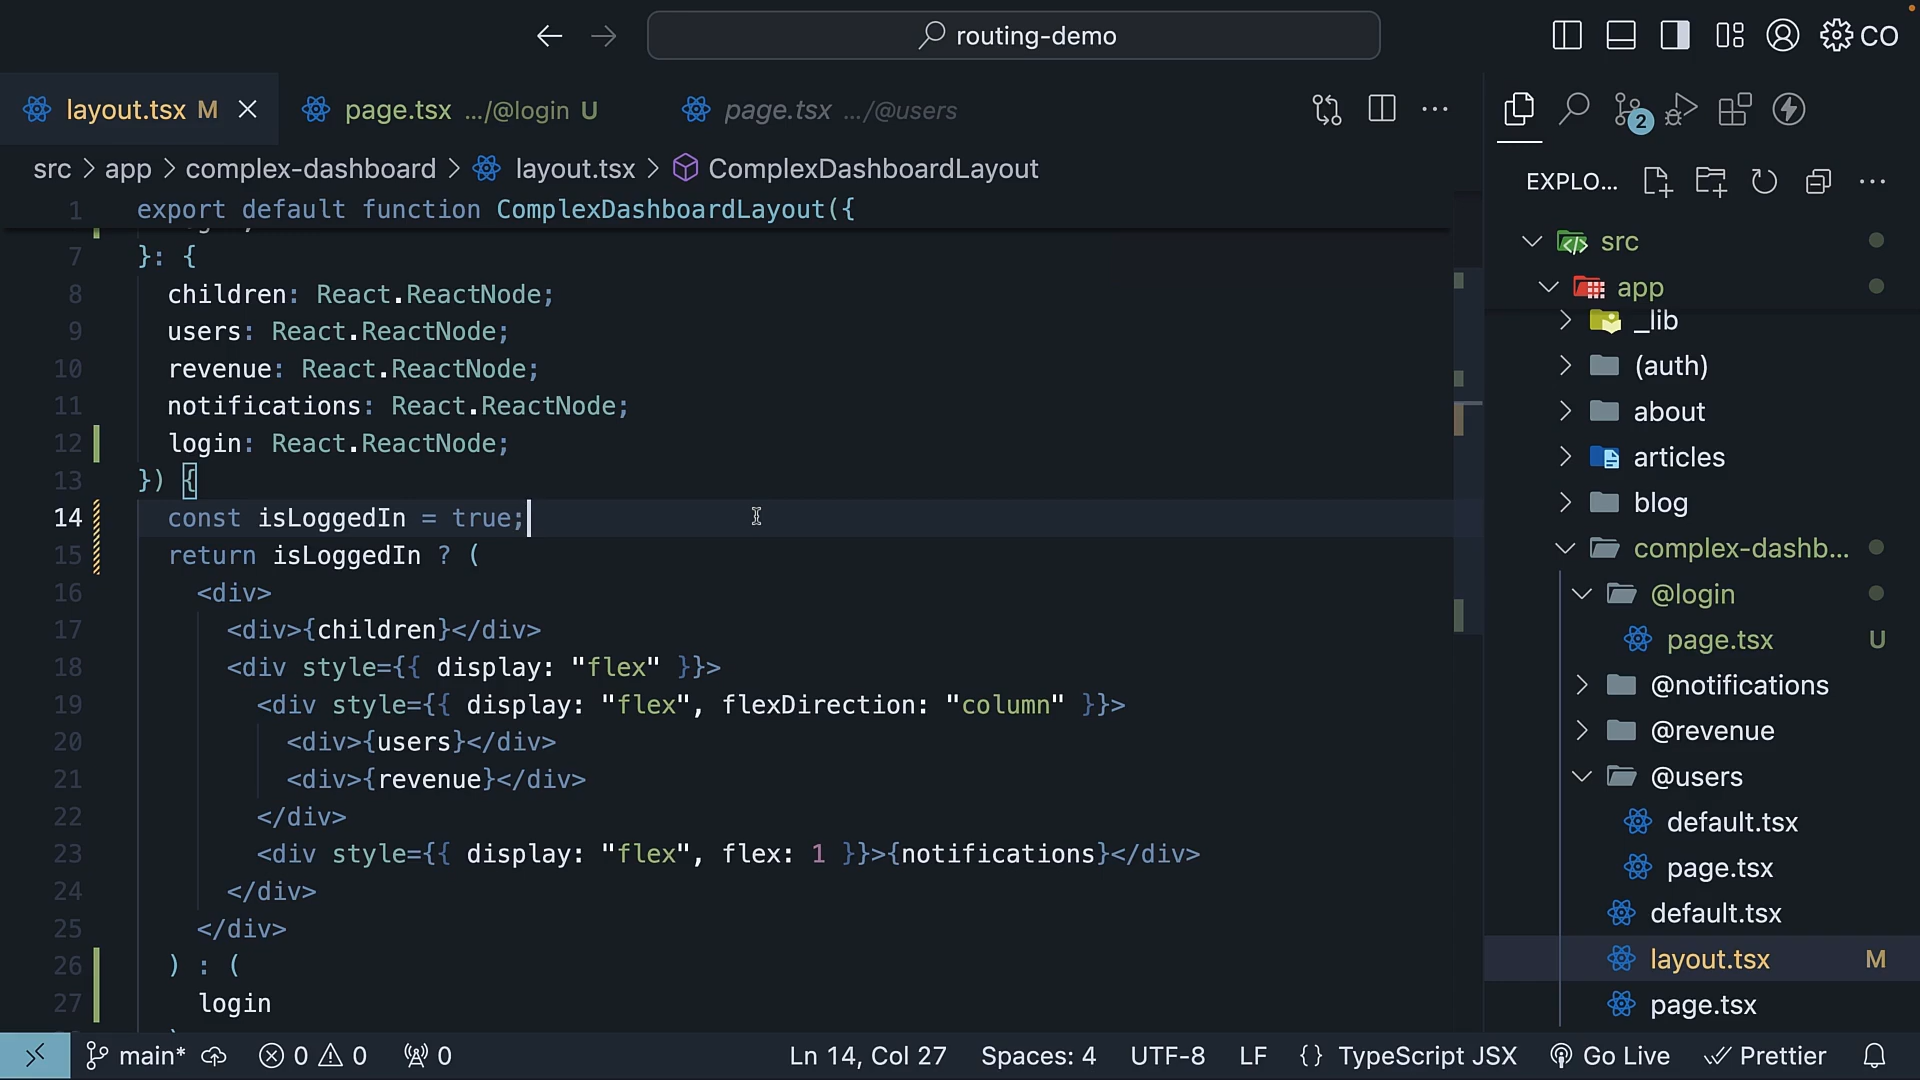 routing-demo
CO
layout.tsx M
page.tsx .../@login U
page.tsx .../@users
2
src > app > complex-dashboard > layout.tsx > ComplexDashboardLayout
EXPLO...
1 export default function ComplexDashboardLayout({
7 }: {
8 children: React.ReactNode;
9 users: React.ReactNode;
10 revenue: React.ReactNode;
11 notifications: React.ReactNode;
12 login: React.ReactNode;
13 }) {
14 const isLoggedIn = true;
15 return isLoggedIn ? (
16 <div>
17 <div>{children}</div>
18 <div style={{ display: "flex" }}>
19 <div style={{ display: "flex", flexDirection: "column" }}>
20 <div>{users}</div>
21 <div>{revenue}</div>
22 </div>
23 <div style={{ display: "flex", flex: 1 }}>{notifications}</div>
24 </div>
25 </div>
26 ) : (
27 login
src
app
_lib
(auth)
about
articles
blog
complex-dashb...
@login
page.tsx U
@notifications
@revenue
@users
default.tsx
page.tsx
default.tsx
layout.tsx M
page.tsx
main* 0 0 0 Ln 14, Col 27 Spaces: 4 UTF-8 LF {} TypeScript JSX Go Live Prettier